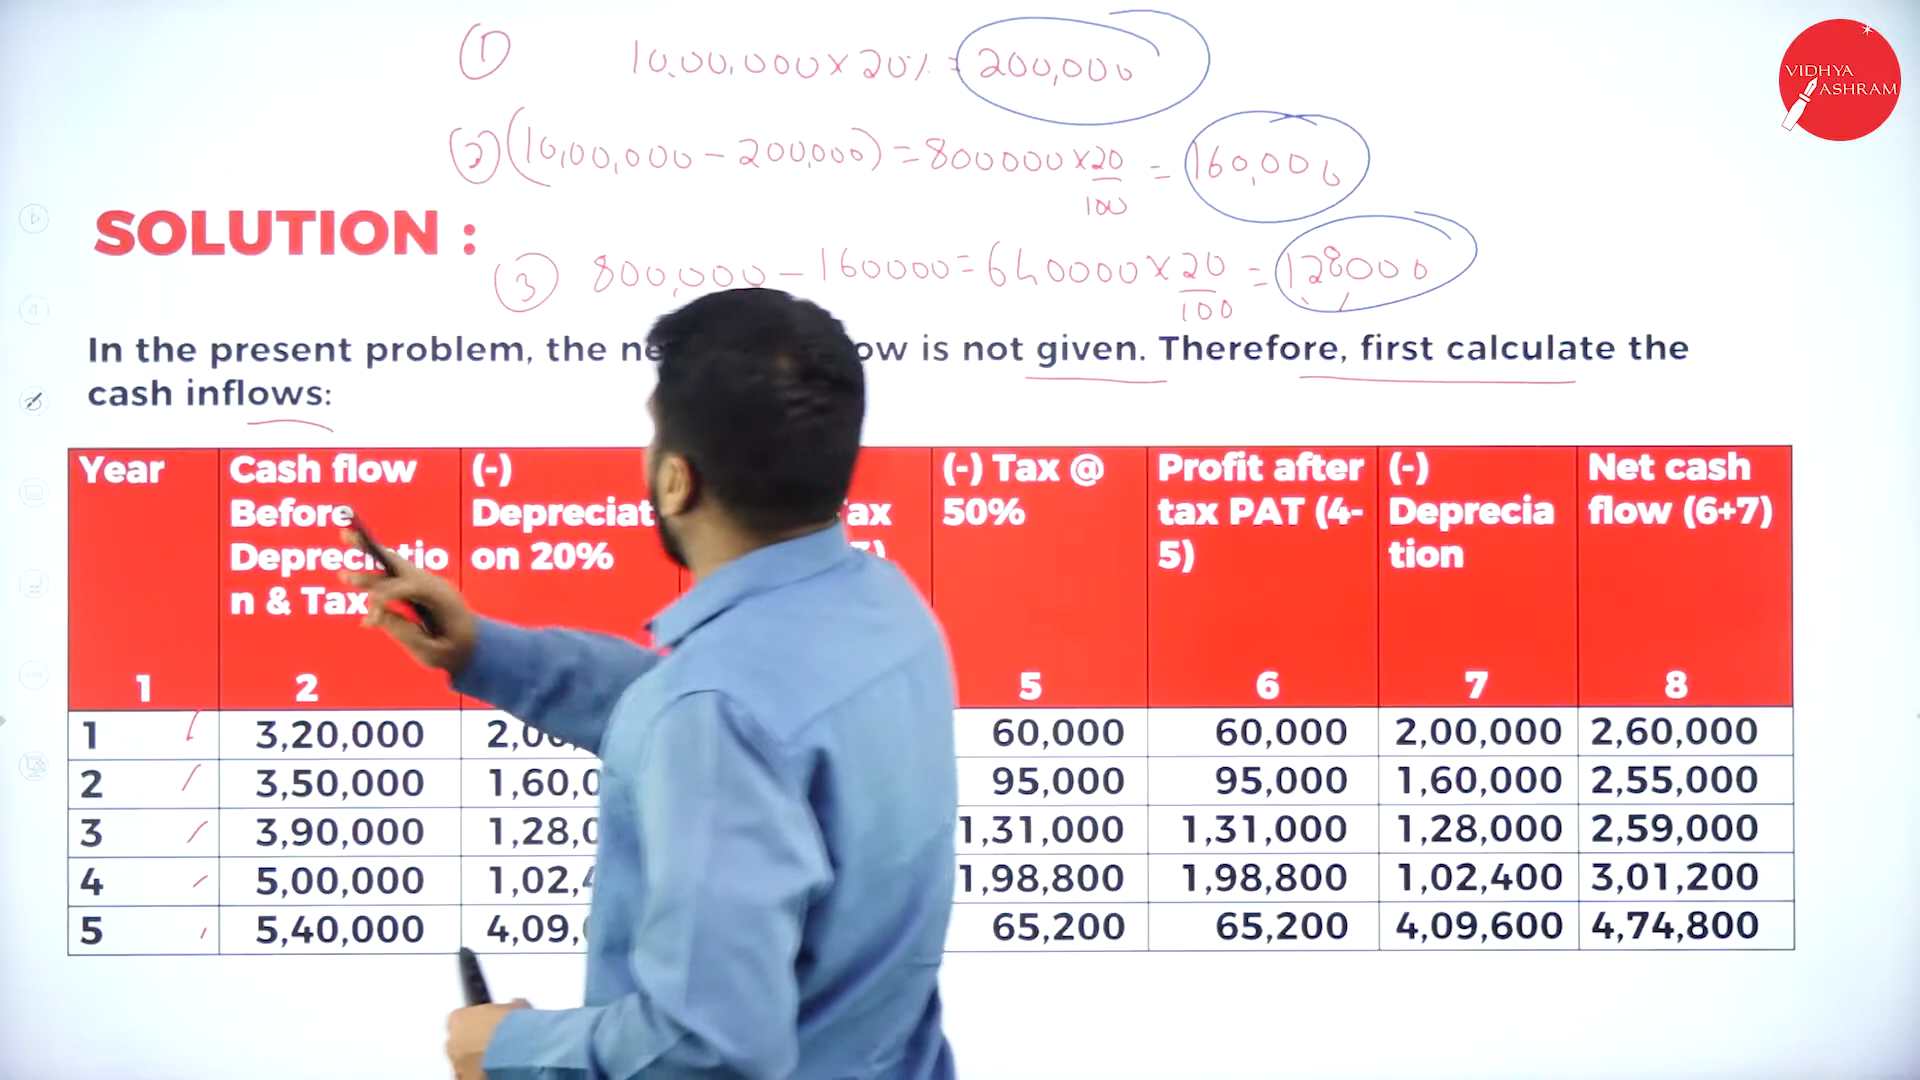 ① 10,00,000 × 20% = 200,000
② (10,00,000 - 200,000) = 800000 × 20/100 = 160,000
③ 800,000 - 160000 = 640000 × 20/100 = 128000
VIDHYA
ASHRAM
SOLUTION :
In the present problem, the is not given. Therefore, first calculate the
cash inflows:
Year Cash flow (-) (-) Tax @ Profit after (-) Net cash
Before Depreciat 50% tax PAT (4- Deprecia flow (6+7)
Depreciatio on 20% 5) tion
n & Tax
1 2 5 6 7 8
1 3,20,000 60,000 60,000 2,00,000 2,60,000
2 3,50,000 95,000 95,000 1,60,000 2,55,000
3 3,90,000 1,31,000 1,31,000 1,28,000 2,59,000
4 5,00,000 1,98,800 1,98,800 1,02,400 3,01,200
5 5,40,000 65,200 65,200 4,09,600 4,74,800